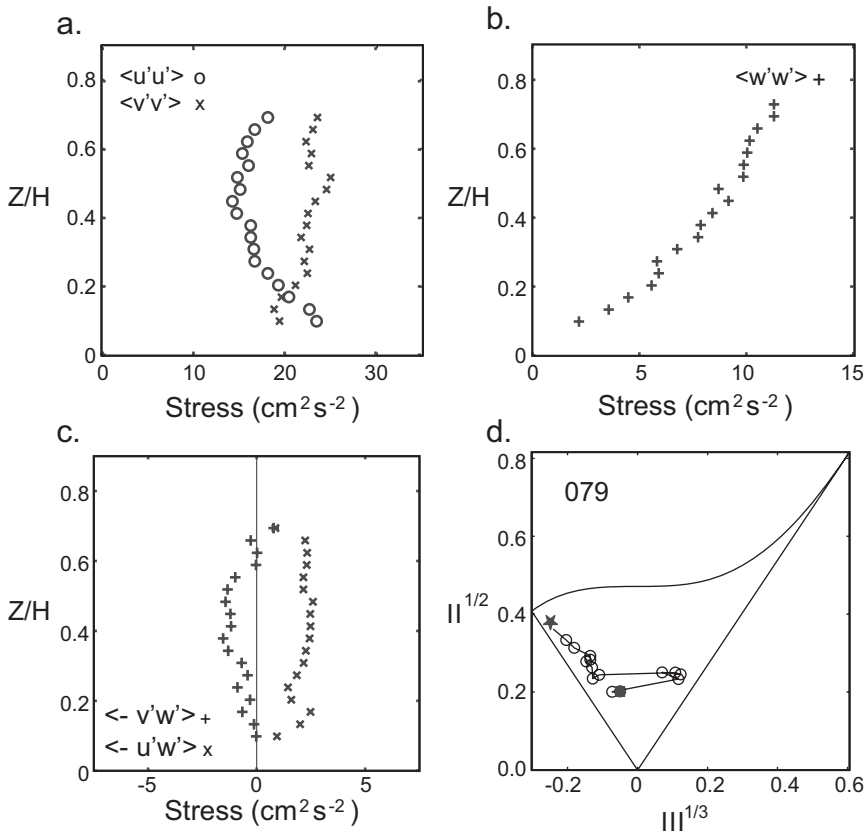 a.
<u'u'> o
<v'v'> x
Z/H
0.8
0.6
0.4
0.2
0
0 10 20 30
Stress (cm² s⁻²)
b.
<w'w'> +
Z/H
0.8
0.6
0.4
0.2
0
0 5 10 15
Stress (cm² s⁻²)
c.
Z/H
0.8
0.6
0.4
0.2
0
<- v'w'> +
<- u'w'> x
-5 0 5
Stress (cm² s⁻²)
d.
079
II^1/2
0.8
0.6
0.4
0.2
0.0
-0.2 0 0.2 0.4 0.6
III^1/3